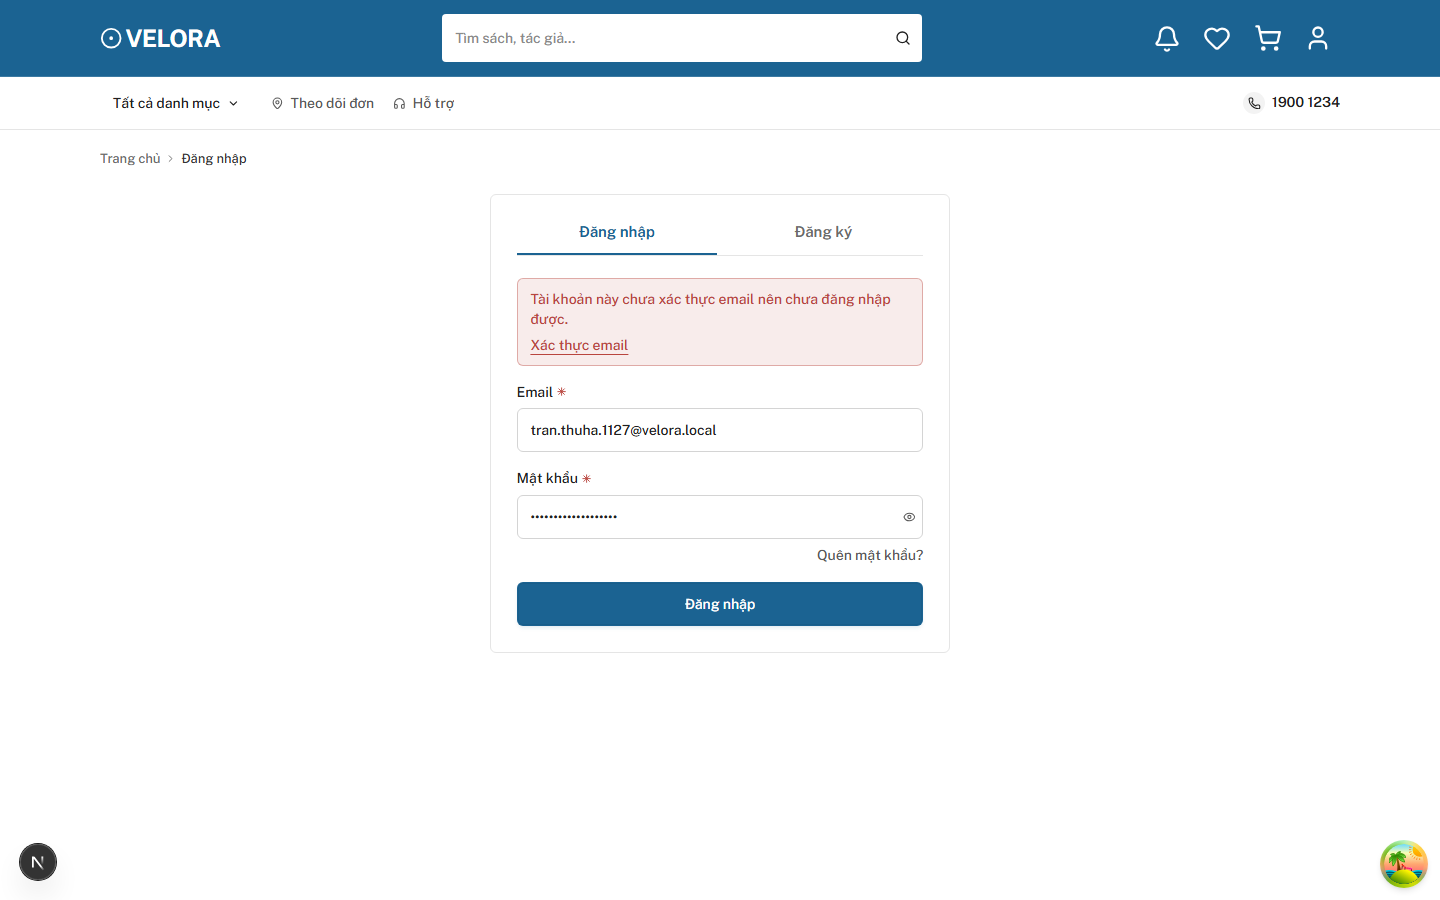 VELORA
Tìm sách, tác giả...
Tất cả danh mục
Theo dõi đơn
Hỗ trợ
1900 1234
Trang chủ
Đăng nhập
Đăng nhập
Đăng ký
Tài khoản này chưa xác thực email nên chưa đăng nhập
được.
Xác thực email
Email *
tran.thuha.1127@velora.local
Mật khẩu *
Quên mật khẩu?
Đăng nhập
N